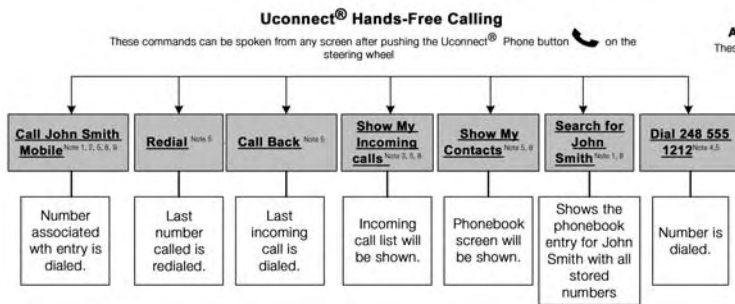 Uconnect® Hands-Free Calling
These commands can be spoken from any screen after pushing the Uconnect® Phone button on the
steering wheel
A
Thes
Call John Smith
Mobile Note 1, 2, 5, 8, 9
Redial Note 5
Call Back Note 5
Show My
Incoming
calls Note 3, 5, 8
Show My
Contacts Note 5, 8
Search for
John
Smith Note 1, 8
Dial 248 555
1212 Note 4,5
Number
associated
wth entry is
dialed.
Last
number
called is
redialed.
Last
incoming
call is
dialed.
Incoming
call list will
be shown.
Phonebook
screen will
be shown.
Shows the
phonebook
entry for John
Smith with all
stored
numbers
Number is
dialed.